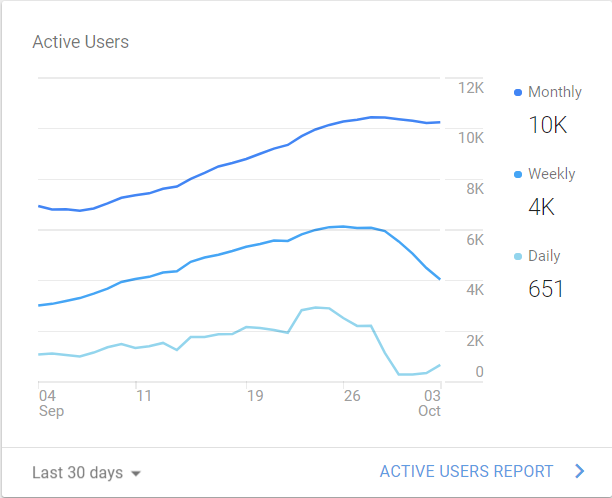 Active Users
12K
10K
8K
6K
4K
2K
0
04 11 19 26 03
Sep Oct
Monthly
10K
Weekly
4K
Daily
651
Last 30 days
ACTIVE USERS REPORT